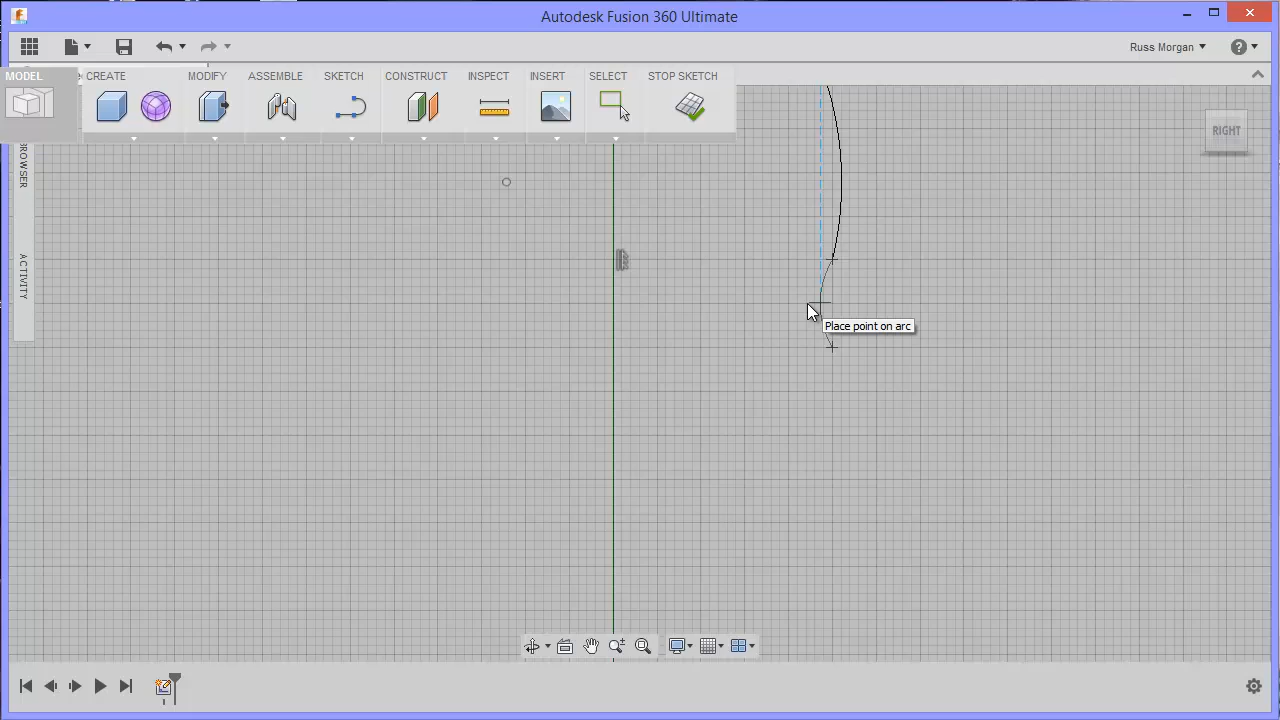 Autodesk Fusion 360 Ultimate
Russ Morgan
MODEL
CREATE
MODIFY
ASSEMBLE
SKETCH
CONSTRUCT
INSPECT
INSERT
SELECT
STOP SKETCH
RIGHT
BROWSER
ACTIVITY
Place point on arc